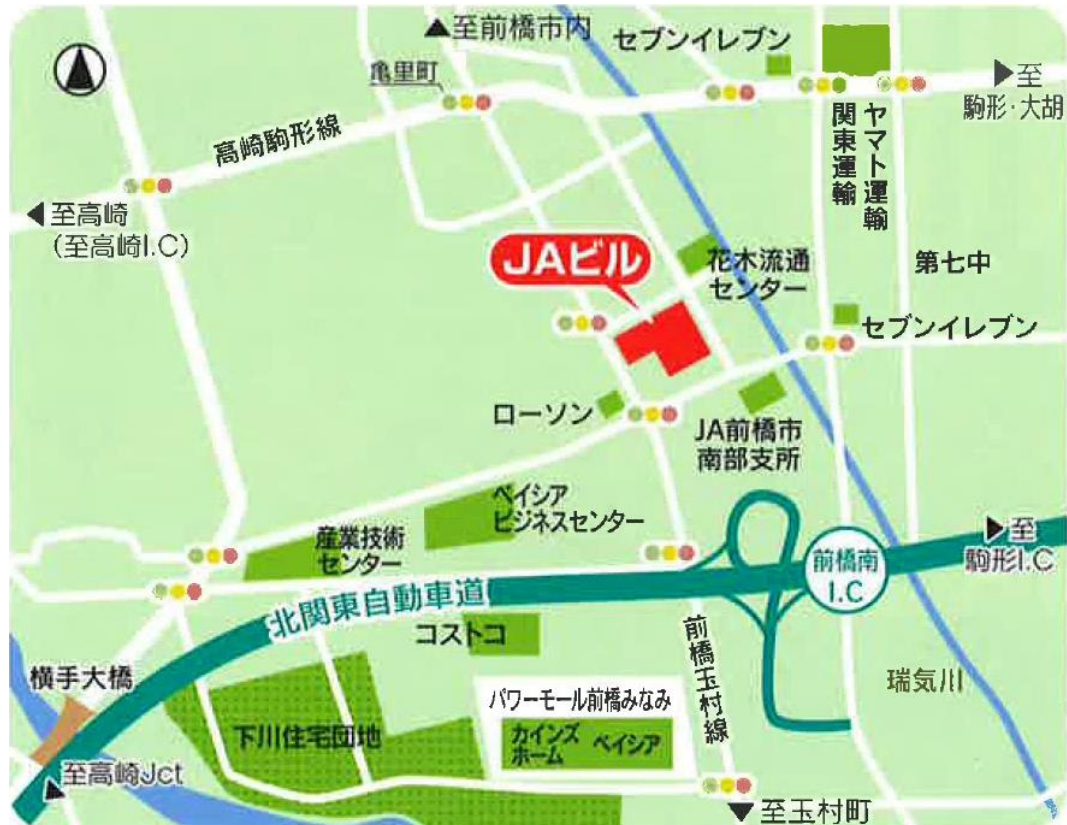 ▲至前橋市内
セブンイレブン
亀里町
▶至
駒形・大胡
高崎駒形線
関東運輸
ヤマト運輸
◀至高崎
(至高崎I.C)
JAビル
花木流通
センター
第七中
セブンイレブン
ローソン
JA前橋市
南部支所
ベイシア
ビジネスセンター
産業技術
センター
前橋南
I.C
▶至
駒形I.C
北関東自動車道
コストコ
前橋玉村線
横手大橋
瑞気川
パワーモール前橋みなみ
カインズ
ホーム
ベイシア
下川住宅団地
▲至高崎Jct
▼至玉村町